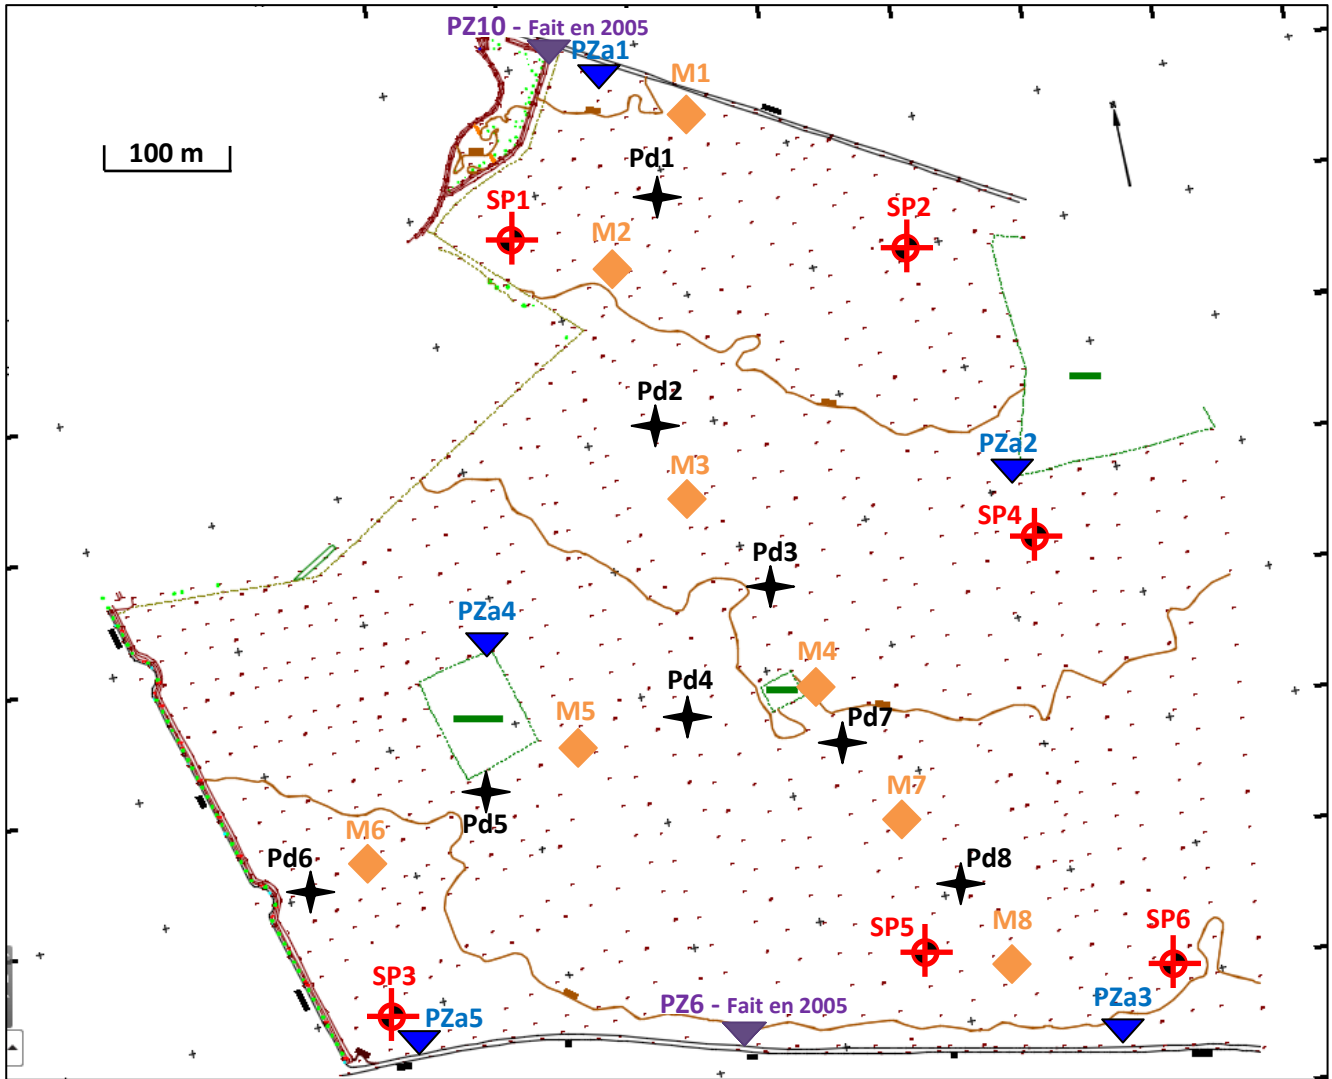 PZ10 - Fait en 2005
PZa1
M1
100 m
Pd1
SP1
SP2
M2
Pd2
PZa2
M3
SP4
Pd3
PZa4
M4
Pd4
M5
Pd7
M7
Pd5
M6
Pd6
Pd8
SP5
M8
SP6
SP3
PZa5
PZ6 - Fait en 2005
PZa3